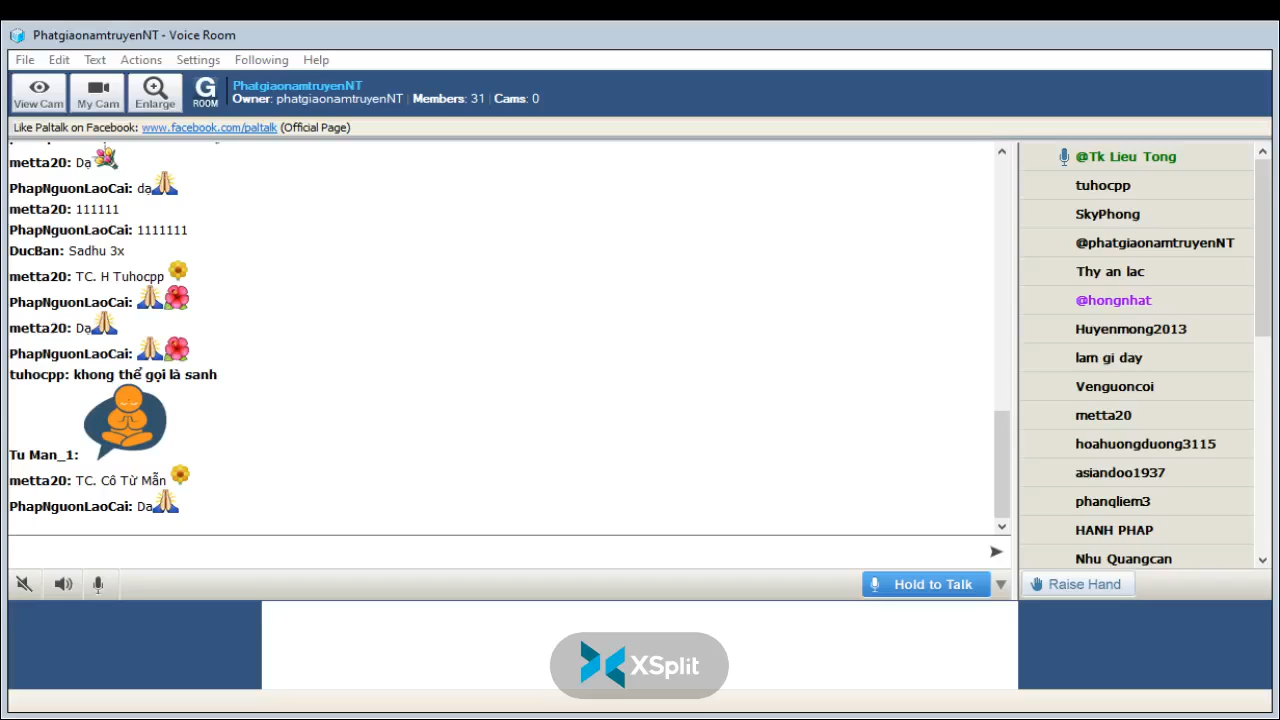 PhatgiaonamtruyenNT - Voice Room
File Edit Text Actions Settings Following Help
View Cam My Cam Enlarge G ROOM
PhatgiaonamtruyenNT
Owner: phatgiaonamtruyenNT Members: 31 Cams: 0
Like Paltalk on Facebook: www.facebook.com/paltalk (Official Page)
metta20: Dạ
PhapNguonLaoCai: dạ
metta20: 111111
PhapNguonLaoCai: 1111111
DucBan: Sadhu 3x
metta20: TC. H Tuhocpp
PhapNguonLaoCai:
metta20: Dạ
PhapNguonLaoCai:
tuhocpp: khong thể gọi là sanh
Tu Man_1:
metta20: TC. Cô Từ Mẫn
PhapNguonLaoCai: Dạ
@Tk Lieu Tong
tuhocpp
SkyPhong
@phatgiaonamtruyenNT
Thy an lac
@hongnhat
Huyenmong2013
lam gi day
Venguoncoi
metta20
hoahuongduong3115
asiandoo1937
phanqliem3
HANH PHAP
Nhu Quangcan
Hold to Talk
Raise Hand
XSplit